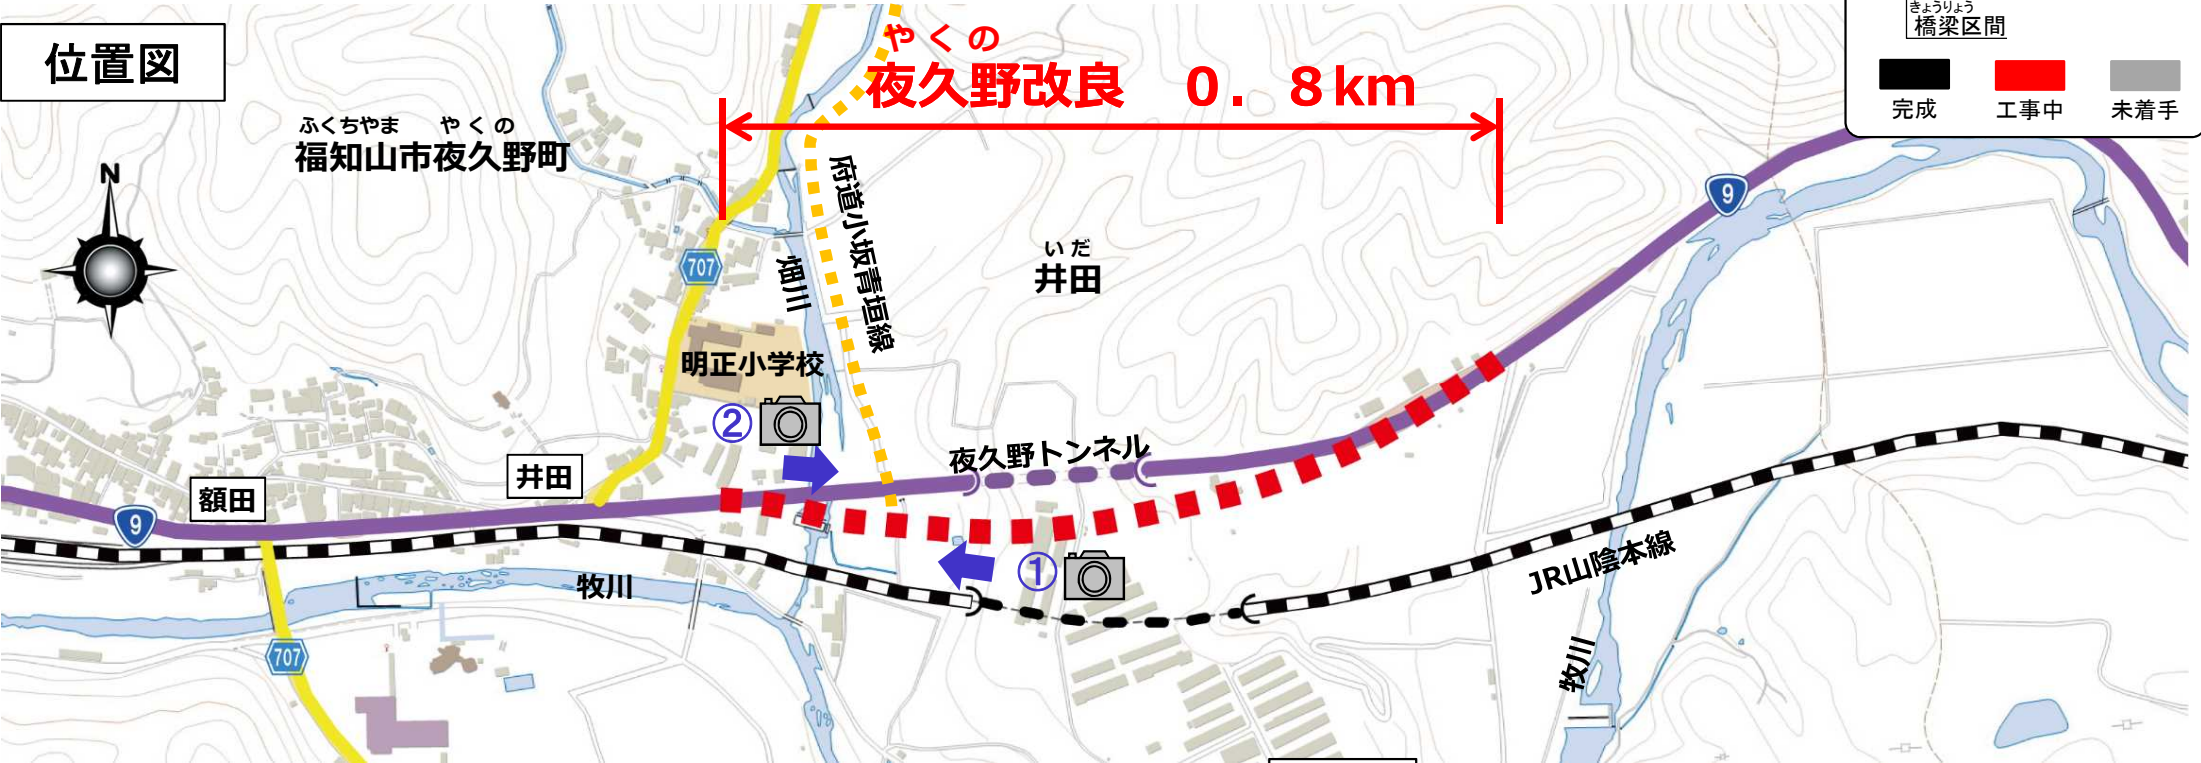 位置図
やくの
夜久野改良 0.8km
きょうりょう
橋梁区間
完成
工事中
未着手
ふくちやま やくの
福知山市夜久野町
N
府道小坂青垣線
9
いだ
井田
707
畑川
明正小学校
②
夜久野トンネル
井田
額田
9
①
牧川
JR山陰本線
707
牧川